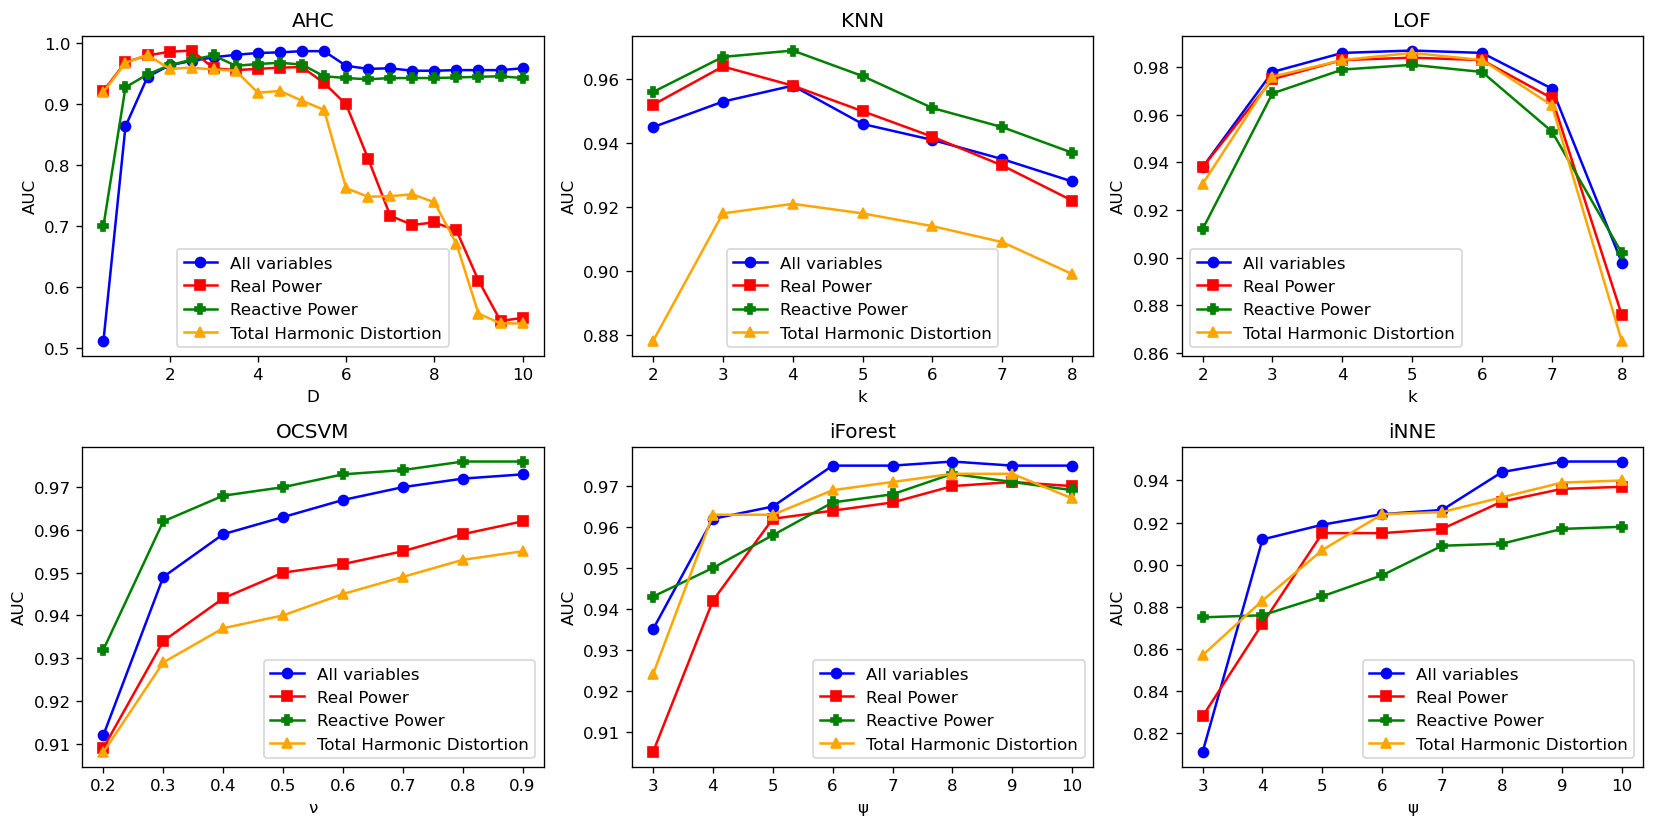 AHC
AUC
1.0
0.9
0.8
0.7
0.6
0.5
All variables
Real Power
Reactive Power
Total Harmonic Distortion
2 4 6 8 10
D
KNN
AUC
0.96
0.94
0.92
0.90
0.88
All variables
Real Power
Reactive Power
Total Harmonic Distortion
2 3 4 5 6 7 8
k
LOF
AUC
0.98
0.96
0.94
0.92
0.90
0.88
0.86
All variables
Real Power
Reactive Power
Total Harmonic Distortion
2 3 4 5 6 7 8
k
OCSVM
AUC
0.97
0.96
0.95
0.94
0.93
0.92
0.91
All variables
Real Power
Reactive Power
Total Harmonic Distortion
0.2 0.3 0.4 0.5 0.6 0.7 0.8 0.9
ν
iForest
AUC
0.97
0.96
0.95
0.94
0.93
0.92
0.91
All variables
Real Power
Reactive Power
Total Harmonic Distortion
3 4 5 6 7 8 9 10
ψ
iNNE
AUC
0.94
0.92
0.90
0.88
0.86
0.84
0.82
All variables
Real Power
Reactive Power
Total Harmonic Distortion
3 4 5 6 7 8 9 10
ψ